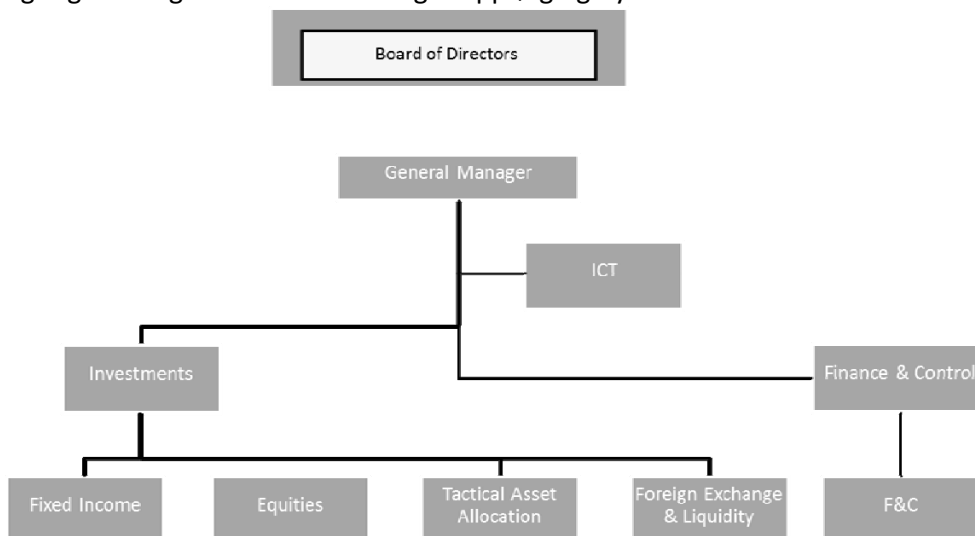 Board of Directors
General Manager
ICT
Investments
Finance & Control
Fixed Income
Equities
Tactical Asset
Allocation
Foreign Exchange
& Liquidity
F&C